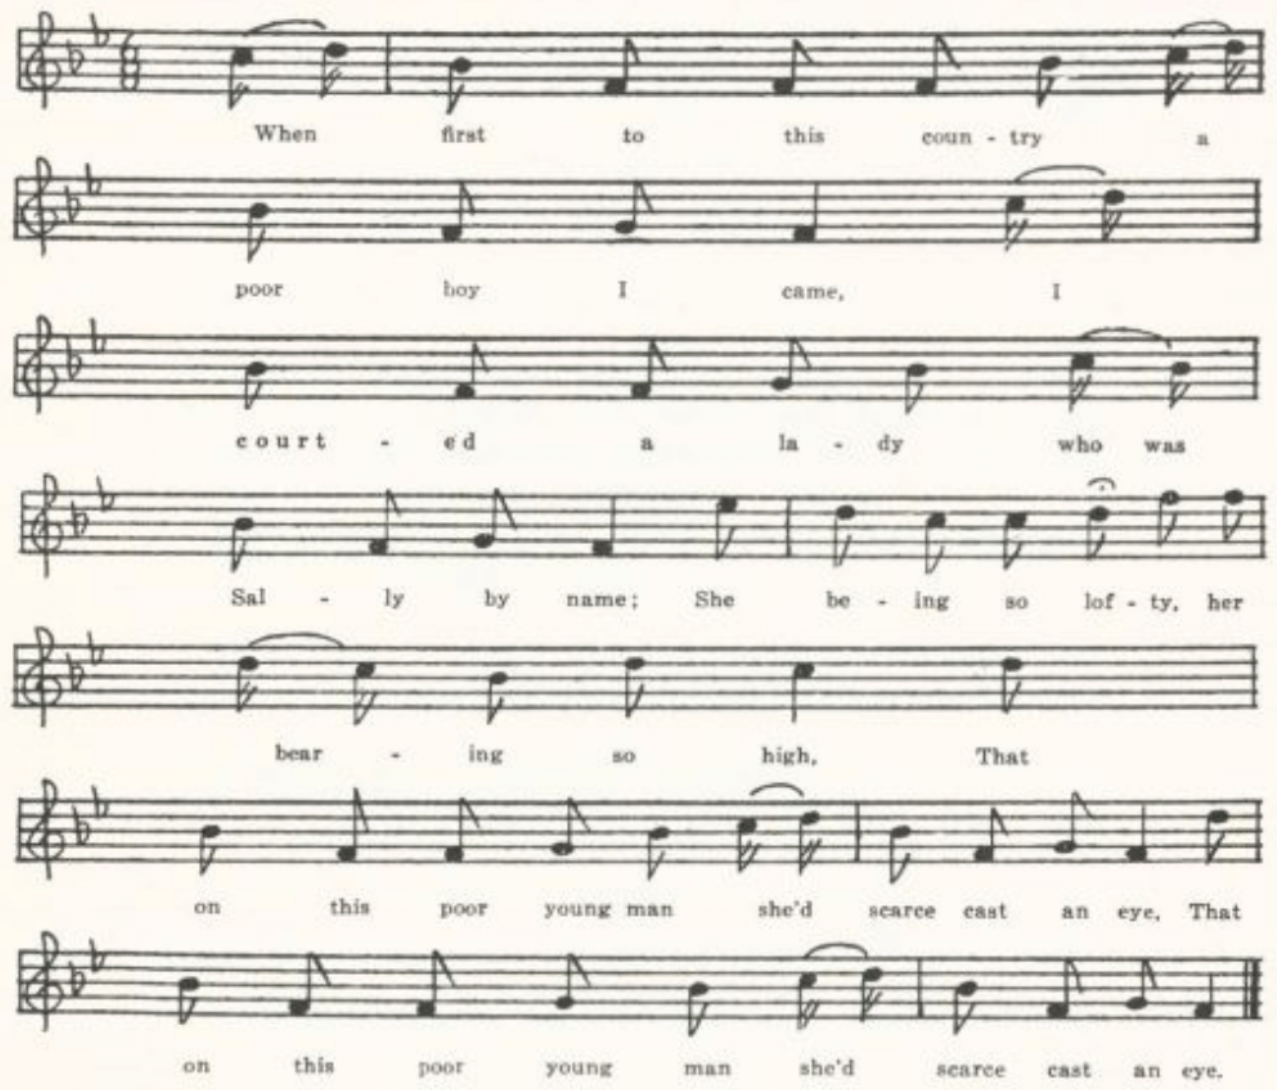 When first to this coun - try a
poor boy I came, I
court - ed a la - dy who was
Sal - ly by name; She be - ing so lof - ty, her
bear - ing so high, That
on this poor young man she'd scarce cast an eye, That
on this poor young man she'd scarce cast an eye.